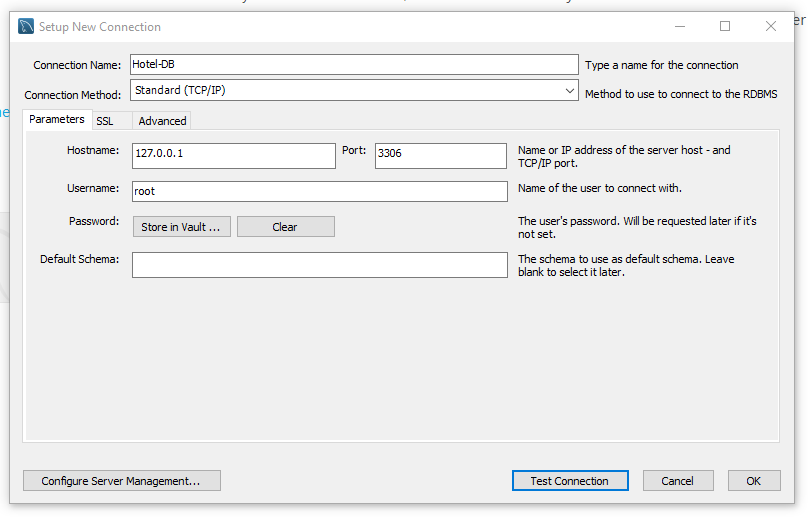 Setup New Connection
er
Connection Name: Hotel-DB Type a name for the connection
Connection Method: Standard (TCP/IP) Method to use to connect to the RDBMS
Parameters SSL Advanced
Hostname: 127.0.0.1 Port: 3306 Name or IP address of the server host - and
TCP/IP port.
Username: root Name of the user to connect with.
Password: Store in Vault ... Clear The user's password. Will be requested later if it's
not set.
Default Schema: The schema to use as default schema. Leave
blank to select it later.
Configure Server Management... Test Connection Cancel OK